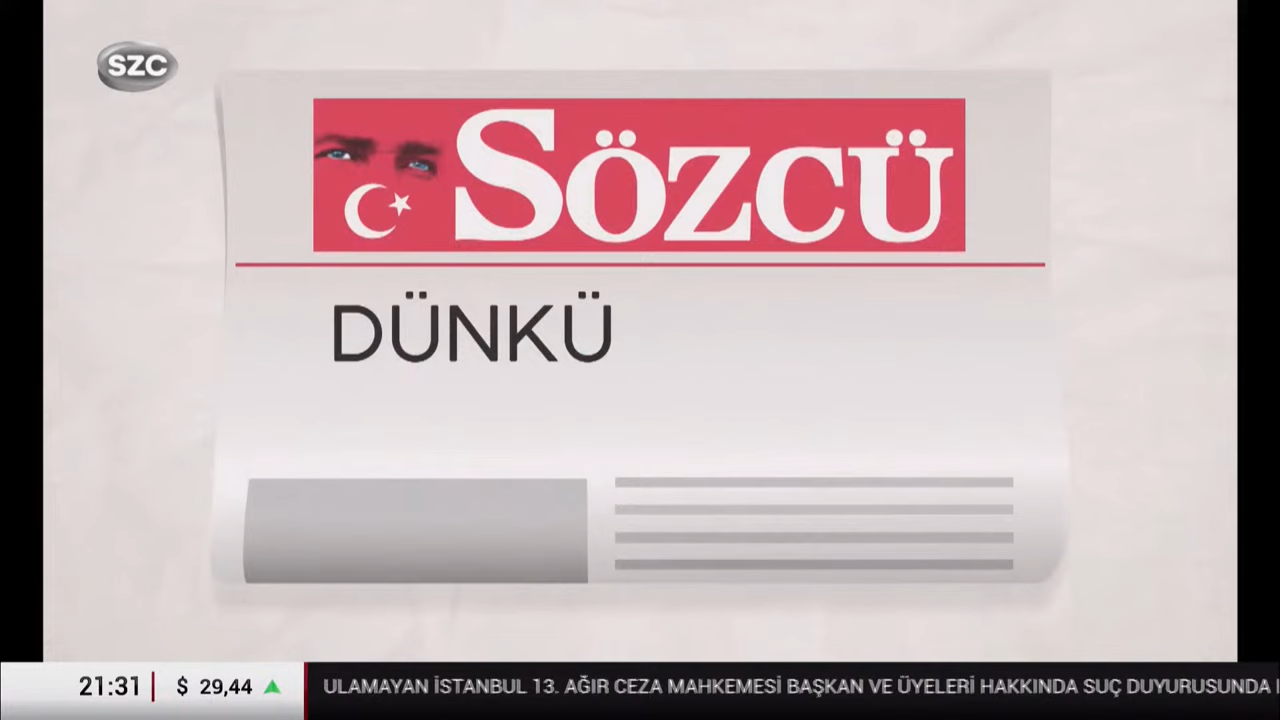 SZC
SÖZCÜ
DÜNKÜ
21:31 $ 29,44
ULAMAYAN İSTANBUL 13. AĞIR CEZA MAHKEMESİ BAŞKAN VE ÜYELERİ HAKKINDA SUÇ DUYURUSUNDA